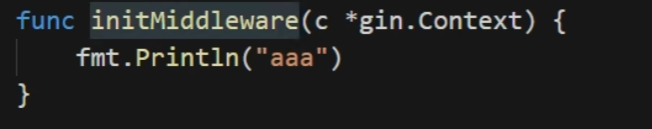 func initMiddleware(c *gin.Context) {
    fmt.Println("aaa")
}